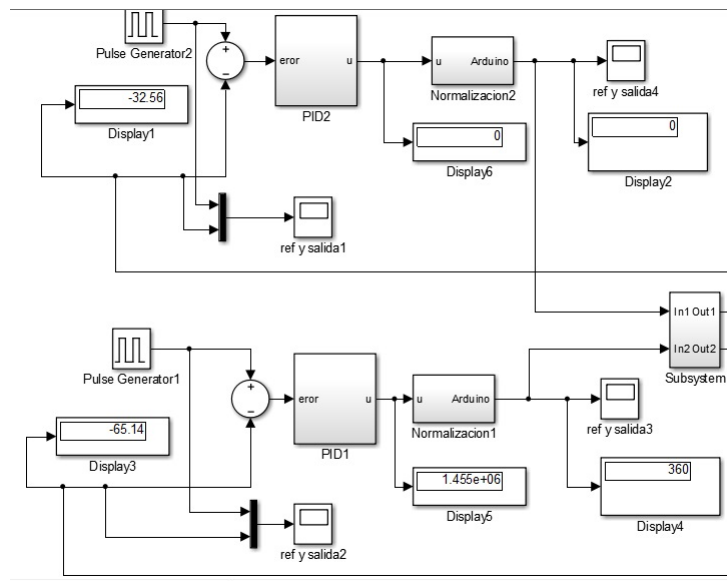 Pulse Generator2
+
−
eror
u
PID2
u
Arduino
Normalizacion2
ref y salida4
-32.56
Display1
0
Display6
0
Display2
ref y salida1
In1 Out1
In2 Out2
Subsystem
Pulse Generator1
+
−
eror
u
PID1
u
Arduino
Normalizacion1
ref y salida3
-65.14
Display3
1.455e+06
Display5
360
Display4
ref y salida2